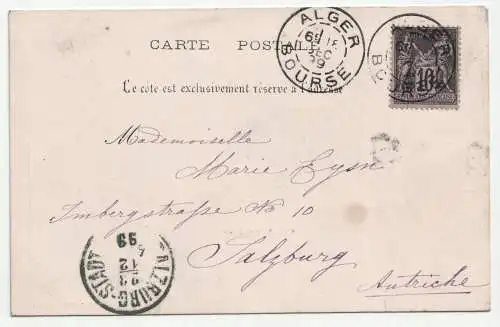 CARTE POSTALE
ALGER
BOURSE
DEC
10
Le côté est exclusivement réservé à l'adresse
Mademoiselle
Marie Eysn
Imbergstraße No 10
Salzburg
Autriche
SALZBURG-STADT